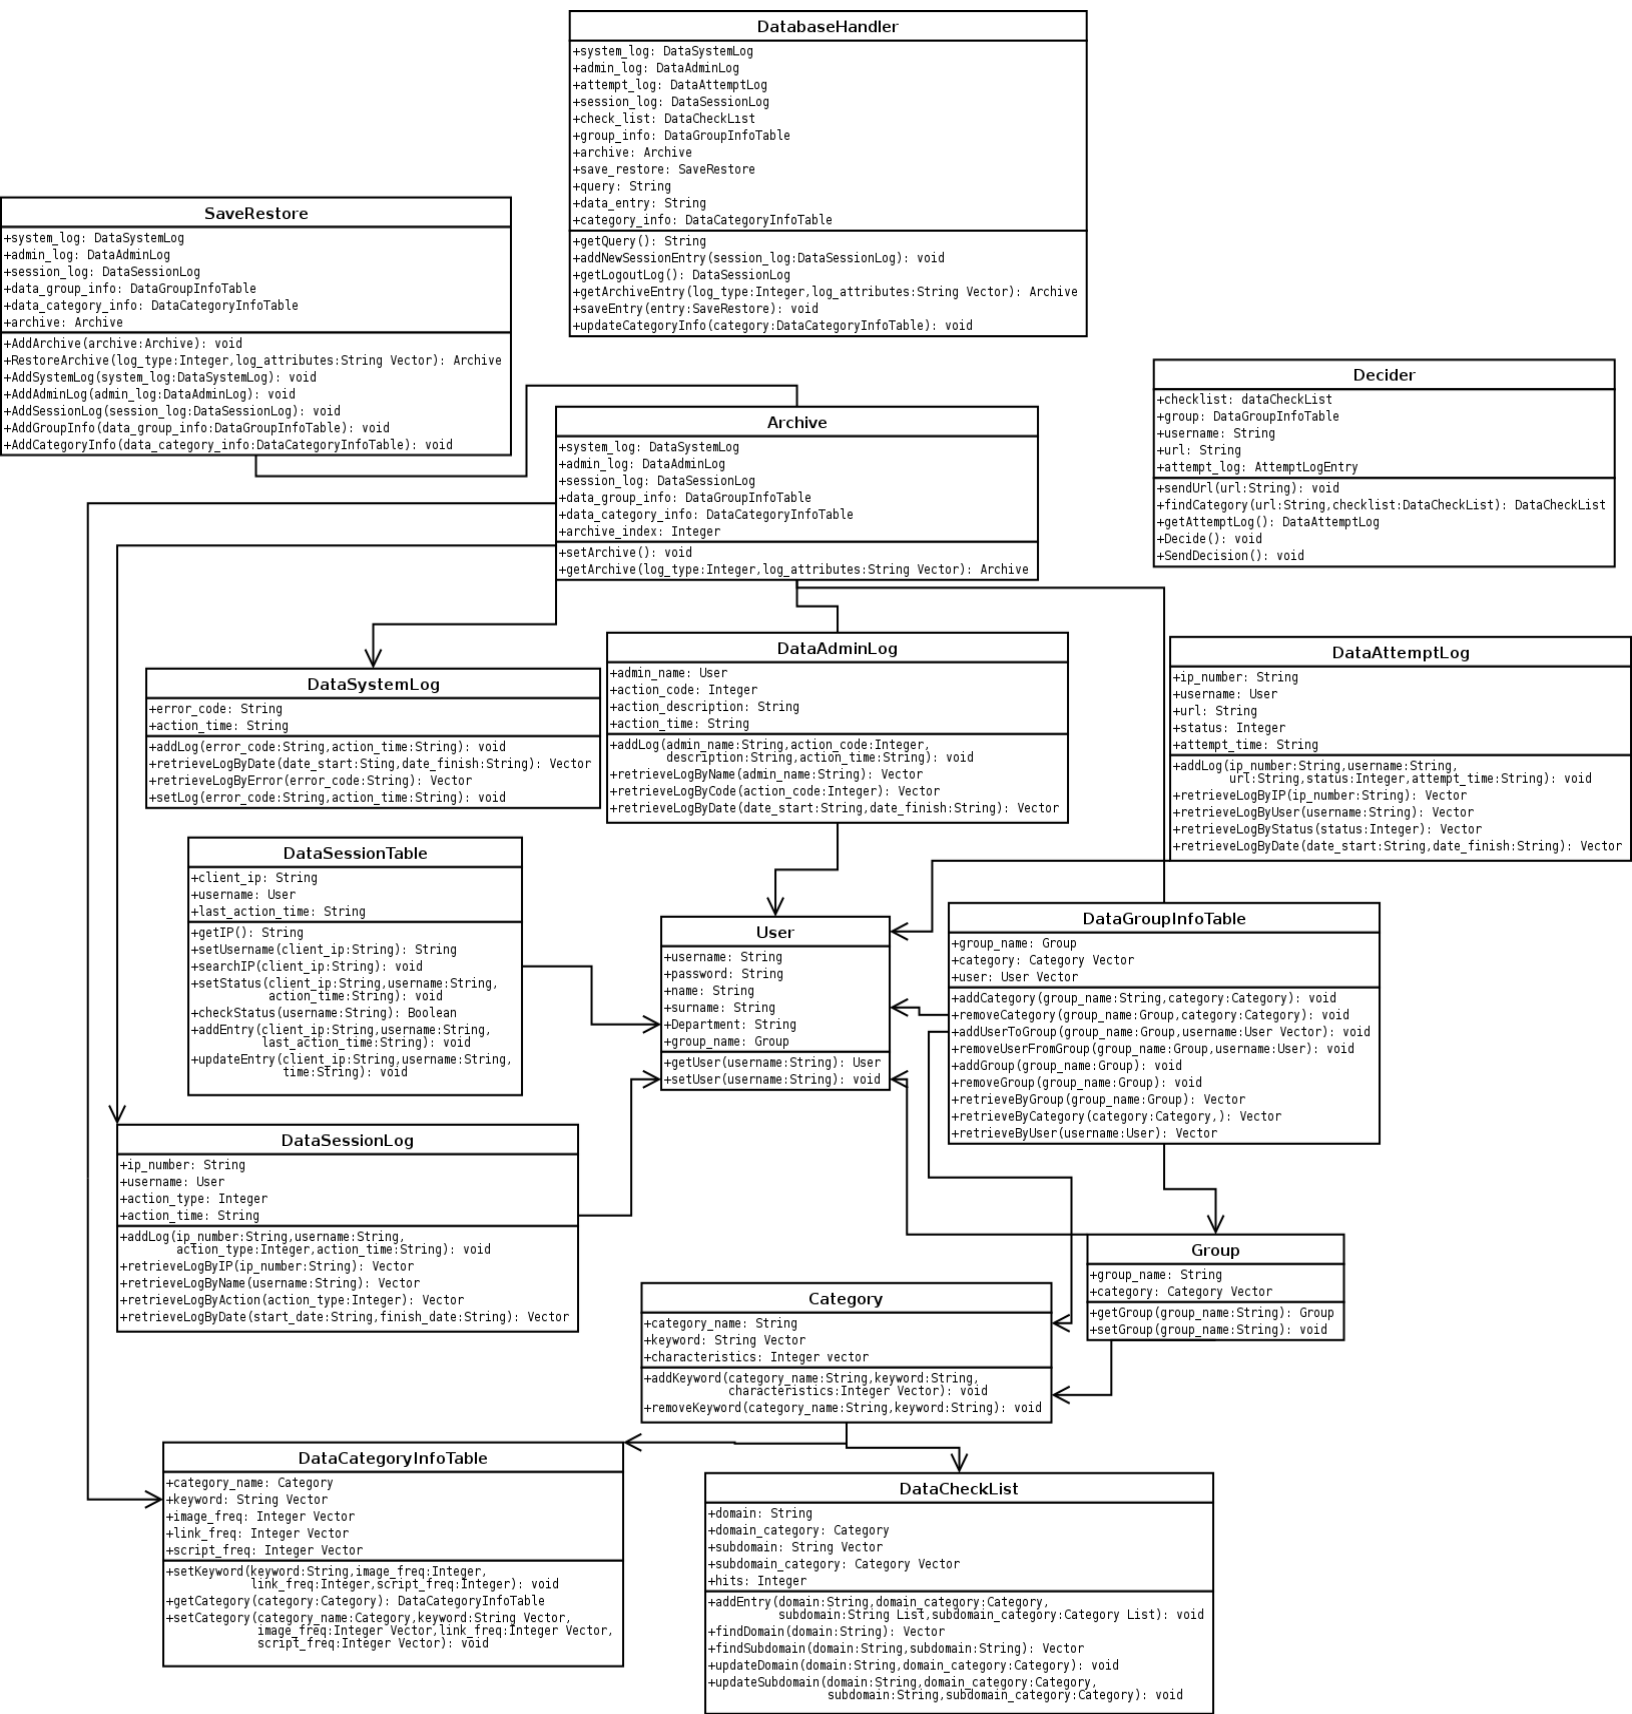 DatabaseHandler
+system_log: DataSystemLog
+admin_log: DataAdminLog
+attempt_log: DataAttemptLog
+session_log: DataSessionLog
+check_list: DataCheckList
+group_info: DataGroupInfoTable
+archive: Archive
+save_restore: SaveRestore
+query: String
+data_entry: String
+category_info: DataCategoryInfoTable
+getQuery(): String
+addNewSessionEntry(session_log:DataSessionLog): void
+getLogoutLog(): DataSessionLog
+getArchiveEntry(log_type:Integer,log_attributes:String Vector): Archive
+saveEntry(entry:SaveRestore): void
+updateCategoryInfo(category:DataCategoryInfoTable): void
SaveRestore
+system_log: DataSystemLog
+admin_log: DataAdminLog
+session_log: DataSessionLog
+data_group_info: DataGroupInfoTable
+data_category_info: DataCategoryInfoTable
+archive: Archive
+AddArchive(archive:Archive): void
+RestoreArchive(log_type:Integer,log_attributes:String Vector): Archive
+AddSystemLog(system_log:DataSystemLog): void
+AddAdminLog(admin_log:DataAdminLog): void
+AddSessionLog(session_log:DataSessionLog): void
+AddGroupInfo(data_group_info:DataGroupInfoTable): void
+AddCategoryInfo(data_category_info:DataCategoryInfoTable): void
Decider
+checklist: dataCheckList
+group: DataGroupInfoTable
+username: String
+url: String
+attempt_log: AttemptLogEntry
+sendUrl(url:String): void
+findCategory(url:String,checklist:DataCheckList): DataCheckList
+getAttemptLog(): DataAttemptLog
+Decide(): void
+SendDecision(): void
Archive
+system_log: DataSystemLog
+admin_log: DataAdminLog
+session_log: DataSessionLog
+data_group_info: DataGroupInfoTable
+data_category_info: DataCategoryInfoTable
+archive_index: Integer
+setArchive(): void
+getArchive(log_type:Integer,log_attributes:String Vector): Archive
DataSystemLog
+error_code: String
+action_time: String
+addLog(error_code:String,action_time:String): void
+retrieveLogByDate(date_start:Sting,date_finish:String): Vector
+retrieveLogByError(error_code:String): Vector
+setLog(error_code:String,action_time:String): void
DataAdminLog
+admin_name: User
+action_code: Integer
+action_description: String
+action_time: String
+addLog(admin_name:String,action_code:Integer,
description:String,action_time:String): void
+retrieveLogByName(admin_name:String): Vector
+retrieveLogByCode(action_code:Integer): Vector
+retrieveLogByDate(date_start:String,date_finish:String): Vector
DataAttemptLog
+ip_number: String
+username: User
+url: String
+status: Integer
+attempt_time: String
+addLog(ip_number:String,username:String,
url:String,status:Integer,attempt_time:String): void
+retrieveLogByIP(ip_number:String): Vector
+retrieveLogByUser(username:String): Vector
+retrieveLogByStatus(status:Integer): Vector
+retrieveLogByDate(date_start:String,date_finish:String): Vector
DataSessionTable
+client_ip: String
+username: User
+last_action_time: String
+getIP(): String
+setUsername(client_ip:String): String
+searchIP(client_ip:String): void
+setStatus(client_ip:String,username:String,
action_time:String): void
+checkStatus(username:String): Boolean
+addEntry(client_ip:String,username:String,
last_action_time:String): void
+updateEntry(client_ip:String,username:String,
time:String): void
User
+username: String
+password: String
+name: String
+surname: String
+Department: String
+group_name: Group
+getUser(username:String): User
+setUser(username:String): void
DataGroupInfoTable
+group_name: Group
+category: Category Vector
+user: User Vector
+addCategory(group_name:String,category:Category): void
+removeCategory(group_name:Group,category:Category): void
+addUserToGroup(group_name:Group,username:User Vector): void
+removeUserFromGroup(group_name:Group,username:User): void
+addGroup(group_name:Group): void
+removeGroup(group_name:Group): void
+retrieveByGroup(group_name:Group): Vector
+retrieveByCategory(category:Category,): Vector
+retrieveByUser(username:User): Vector
DataSessionLog
+ip_number: String
+username: User
+action_type: Integer
+action_time: String
+addLog(ip_number:String,username:String,
action_type:Integer,action_time:String): void
+retrieveLogByIP(ip_number:String): Vector
+retrieveLogByName(username:String): Vector
+retrieveLogByAction(action_type:Integer): Vector
+retrieveLogByDate(start_date:String,finish_date:String): Vector
Group
+group_name: String
+category: Category Vector
+getGroup(group_name:String): Group
+setGroup(group_name:String): void
Category
+category_name: String
+keyword: String Vector
+characteristics: Integer vector
+addKeyword(category_name:String,keyword:String,
characteristics:Integer Vector): void
+removeKeyword(category_name:String,keyword:String): void
DataCategoryInfoTable
+category_name: Category
+keyword: String Vector
+image_freq: Integer Vector
+link_freq: Integer Vector
+script_freq: Integer Vector
+setKeyword(keyword:String,image_freq:Integer,
link_freq:Integer,script_freq:Integer): void
+getCategory(category:Category): DataCategoryInfoTable
+setCategory(category_name:Category,keyword:String Vector,
image_freq:Integer Vector,link_freq:Integer Vector,
script_freq:Integer Vector): void
DataCheckList
+domain: String
+domain_category: Category
+subdomain: String Vector
+subdomain_category: Category Vector
+hits: Integer
+addEntry(domain:String,domain_category:Category,
subdomain:String List,subdomain_category:Category List): void
+findDomain(domain:String): Vector
+findSubdomain(domain:String,subdomain:String): Vector
+updateDomain(domain:String,domain_category:Category): void
+updateSubdomain(domain:String,domain_category:Category,
subdomain:String,subdomain_category:Category): void